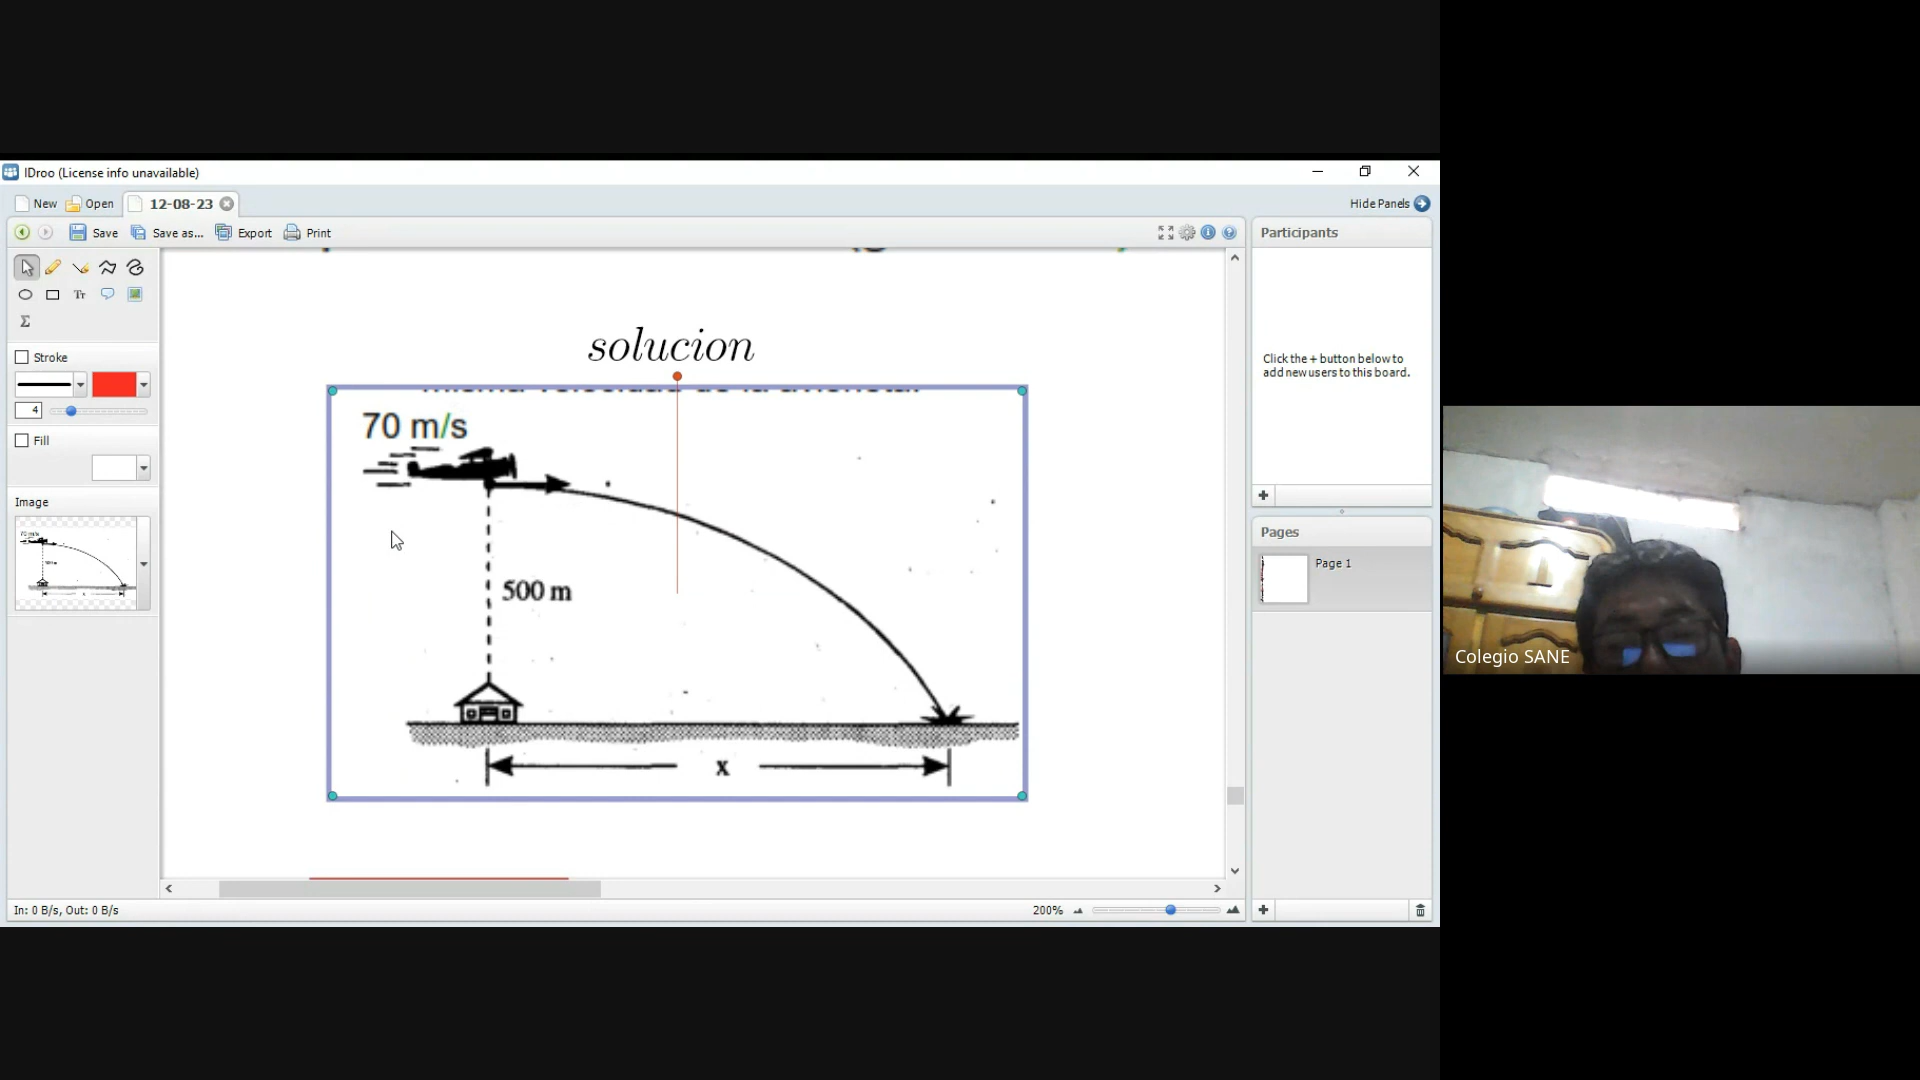 IDroo (License info unavailable)
New Open 12-08-23 Hide Panels
Save Save as... Export Print
Participants
Tr
Σ
Stroke
4
Fill
Image
solucion
70 m/s
500 m
x
Click the + button below to
add new users to this board.
Pages
Page 1
In: 0 B/s, Out: 0 B/s
200%
Colegio SANE